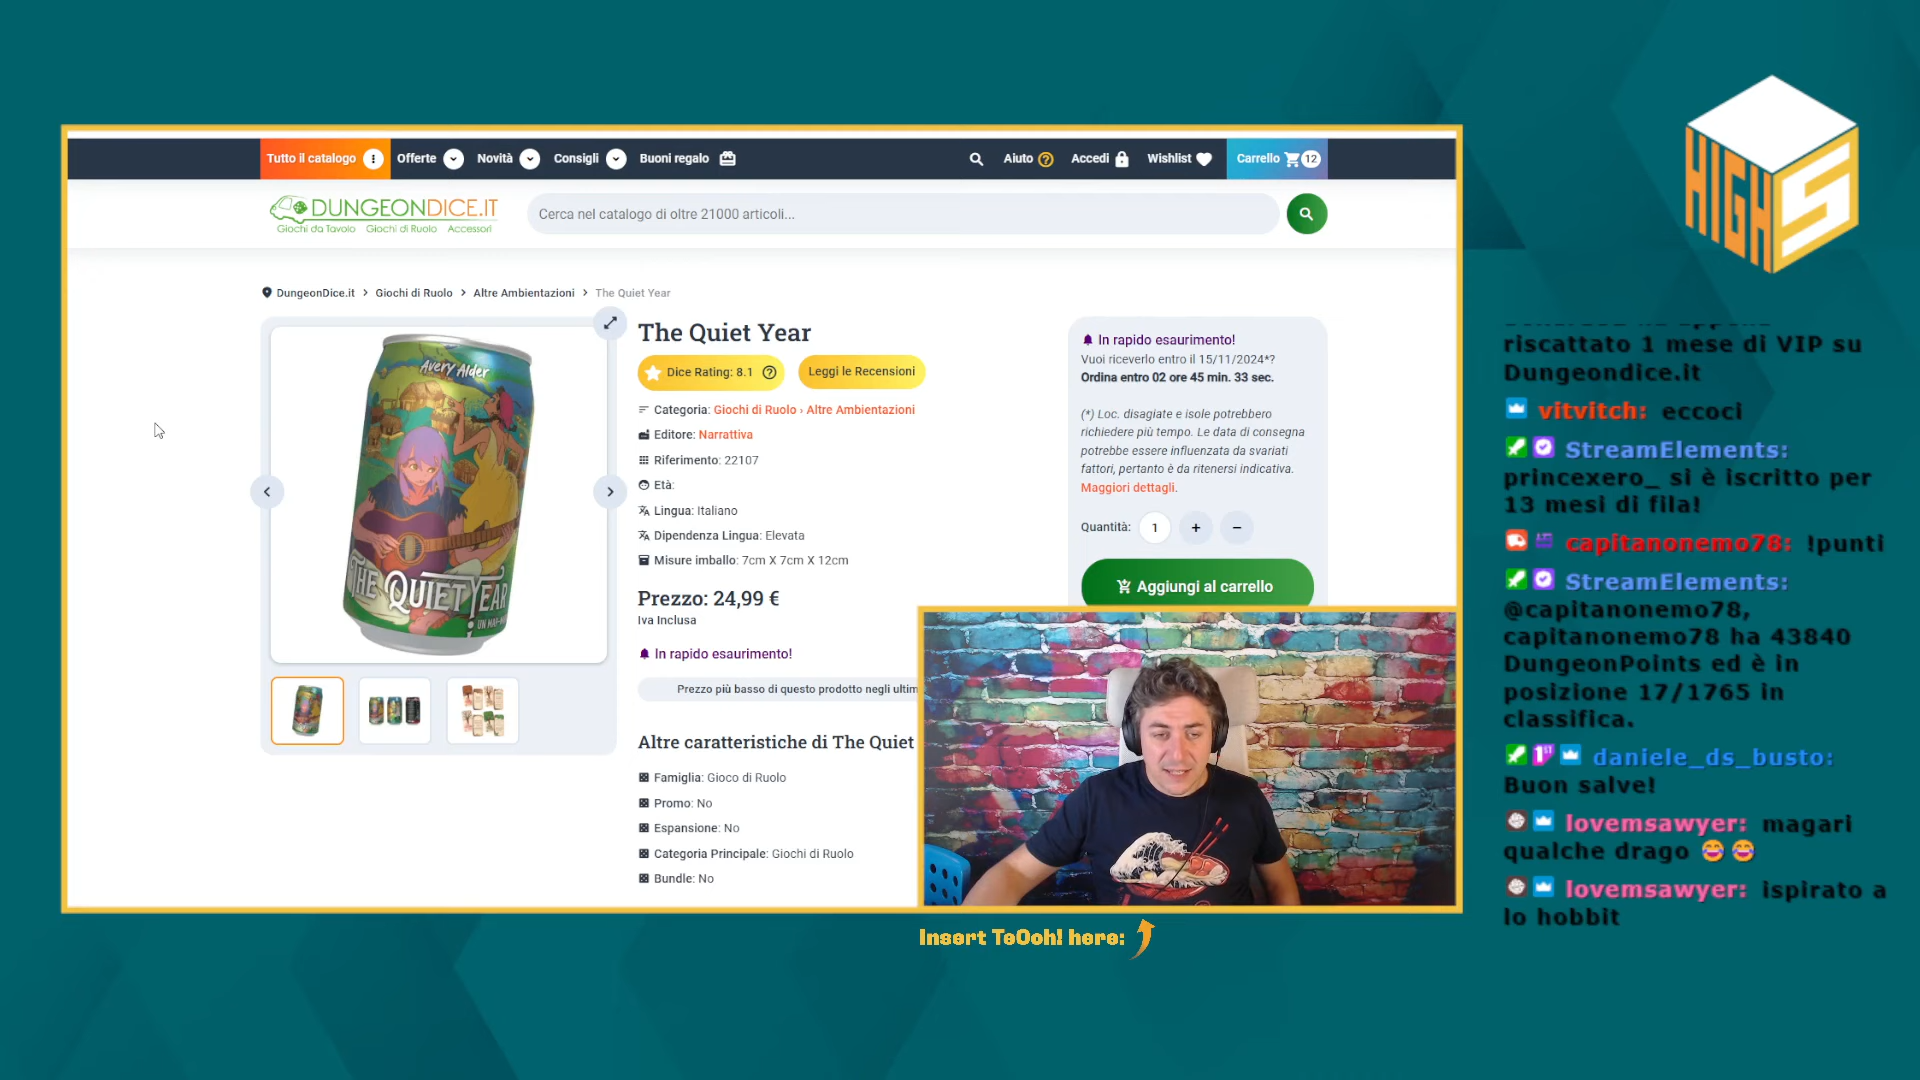 Tutto il catalogo
Offerte
Novità
Consigli
Buoni regalo
Aiuto
Accedi
Wishlist
Carrello 12
DUNGEONDICE.IT
Giochi da Tavolo Giochi di Ruolo Accessori
Cerca nel catalogo di oltre 21000 articoli...
DungeonDice.it > Giochi di Ruolo > Altre Ambientazioni > The Quiet Year
Avery Alder
THE QUIET YEAR
The Quiet Year
Dice Rating: 8.1
Leggi le Recensioni
Categoria: Giochi di Ruolo › Altre Ambientazioni
Editore: Narrattiva
Riferimento: 22107
Età:
Lingua: Italiano
Dipendenza Lingua: Elevata
Misure imballo: 7cm X 7cm X 12cm
Prezzo: 24,99 €
Iva Inclusa
In rapido esaurimento!
Prezzo più basso di questo prodotto negli ultim
Altre caratteristiche di The Quiet
Famiglia: Gioco di Ruolo
Promo: No
Espansione: No
Categoria Principale: Giochi di Ruolo
Bundle: No
In rapido esaurimento!
Vuoi riceverlo entro il 15/11/2024*?
Ordina entro 02 ore 45 min. 33 sec.
(*) Loc. disagiate e isole potrebbero
richiedere più tempo. Le data di consegna
potrebbe essere influenzata da svariati
fattori, pertanto è da ritenersi indicativa.
Maggiori dettagli.
Quantità: 1 + −
Aggiungi al carrello
Insert TeOoh! here:
HIGH 5
riscattato 1 mese di VIP su
Dungeondice.it
vitvitch: eccoci
StreamElements:
princexero_ si è iscritto per
13 mesi di fila!
capitanonemo78: !punti
StreamElements:
@capitanonemo78,
capitanonemo78 ha 43840
DungeonPoints ed è in
posizione 17/1765 in
classifica.
daniele_ds_busto:
Buon salve!
lovemsawyer: magari
qualche drago 😂 😂
lovemsawyer: ispirato a
lo hobbit